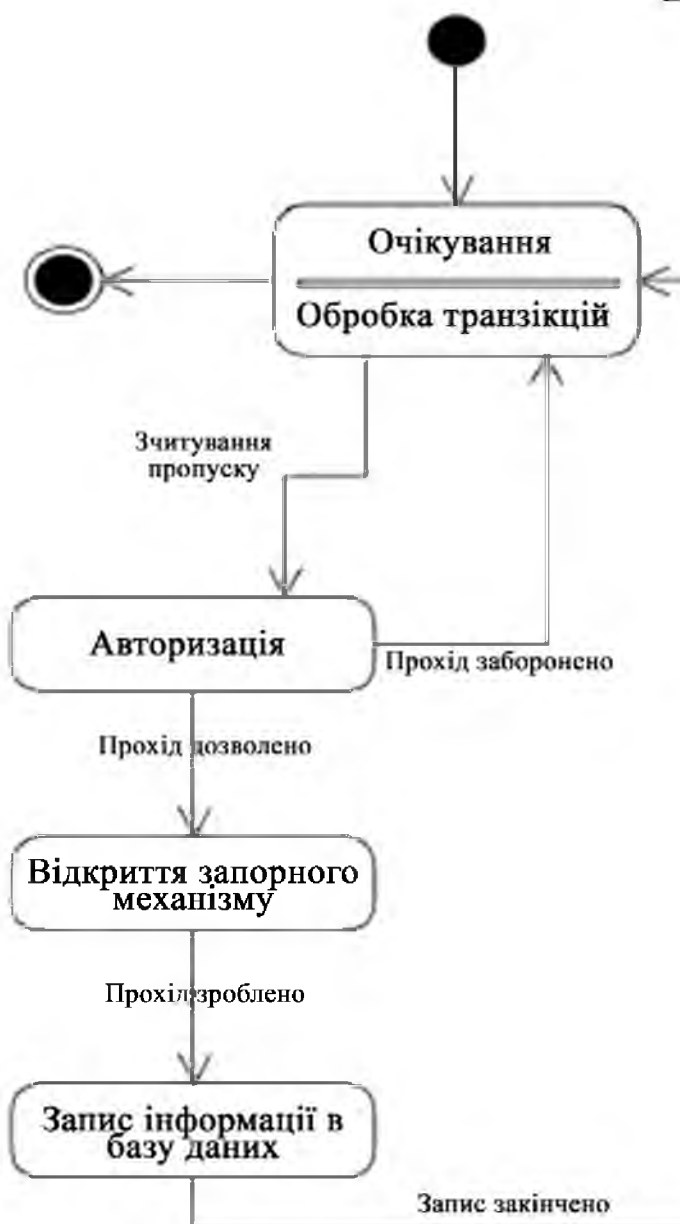 Очікування
Обробка транзікцій
Зчитування
пропуску
Авторизація
Прохід заборонено
Прохід дозволено
Відкриття запорного
механізму
Прохід зроблено
Запис інформації в
базу даних
Запис закінчено